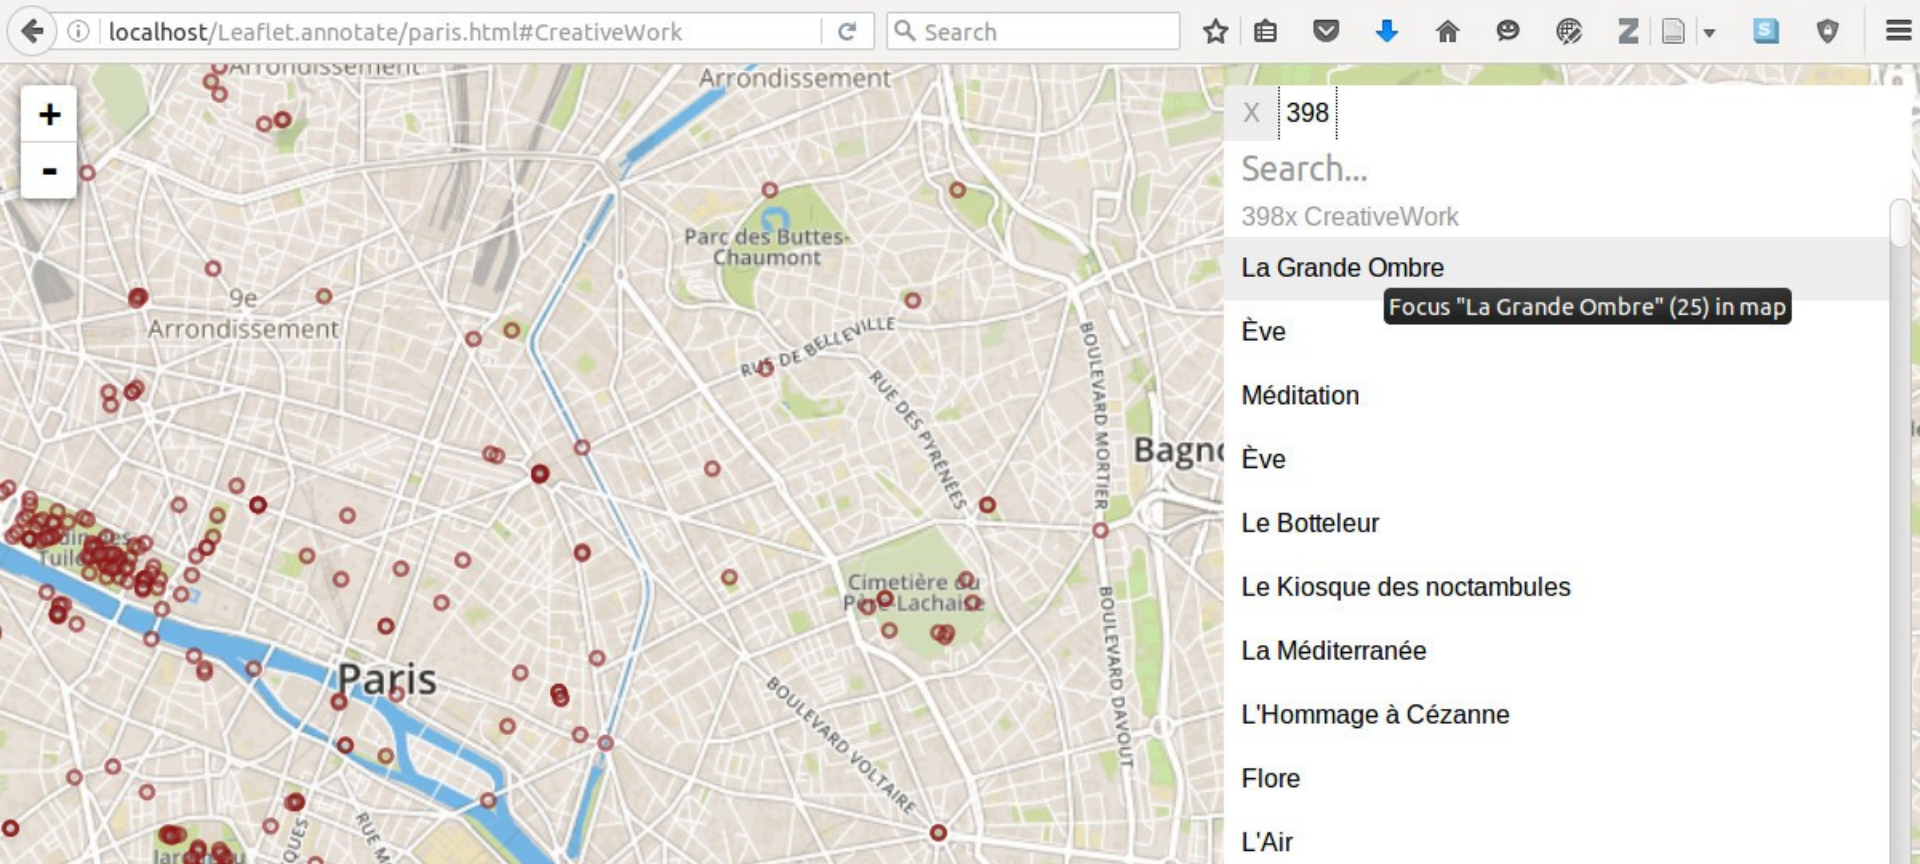 localhost/Leaflet.annotate/paris.html#CreativeWork
Search
Arrondissement
Arrondissement
+
-
X 398
Search...
398x CreativeWork
La Grande Ombre
Focus "La Grande Ombre" (25) in map
Ève
Méditation
Ève
Le Botteleur
Le Kiosque des noctambules
La Méditerranée
L'Hommage à Cézanne
Flore
L'Air
Parc des Buttes-
Chaumont
9e
Arrondissement
RUE DE BELLEVILLE
RUE DES PYRÉNÉES
BOULEVARD MORTIER
Bagno
Cimetière du
Père-Lachaise
BOULEVARD DAVOUT
Paris
BOULEVARD VOLTAIRE